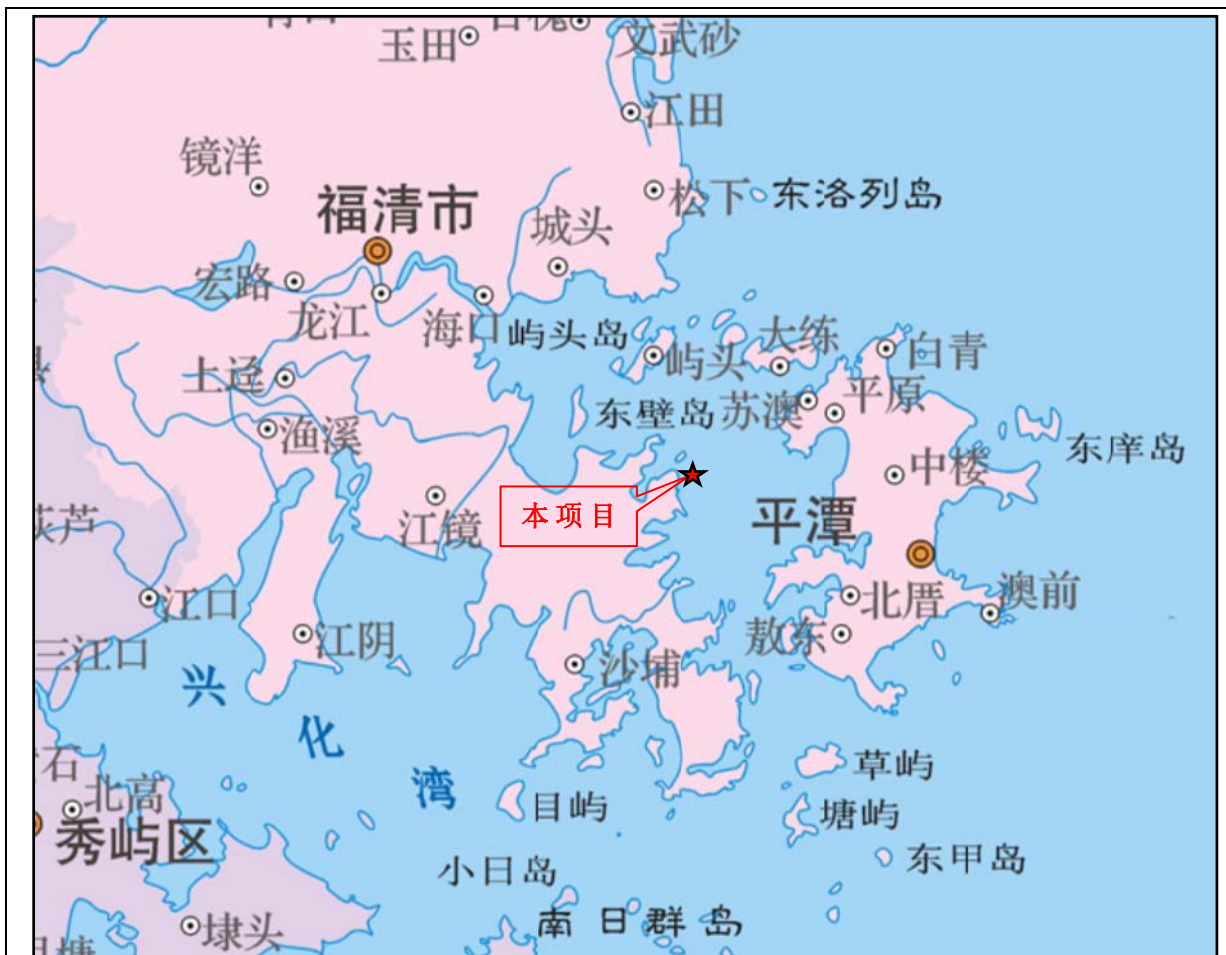 玉田
文武砂
江田
镜洋
福清市
松下
东洛列岛
城头
宏路
龙江
海口
屿头岛
屿头
大练
白青
上迳
东壁岛
苏澳
平原
渔溪
中楼
东庠岛
江镜
本项目
平潭
江口
江阴
北厝
澳前
三江口
敖东
沙埔
兴化湾
草屿
石
北高
目屿
塘屿
秀屿区
小日岛
东甲岛
南日群岛
埭头